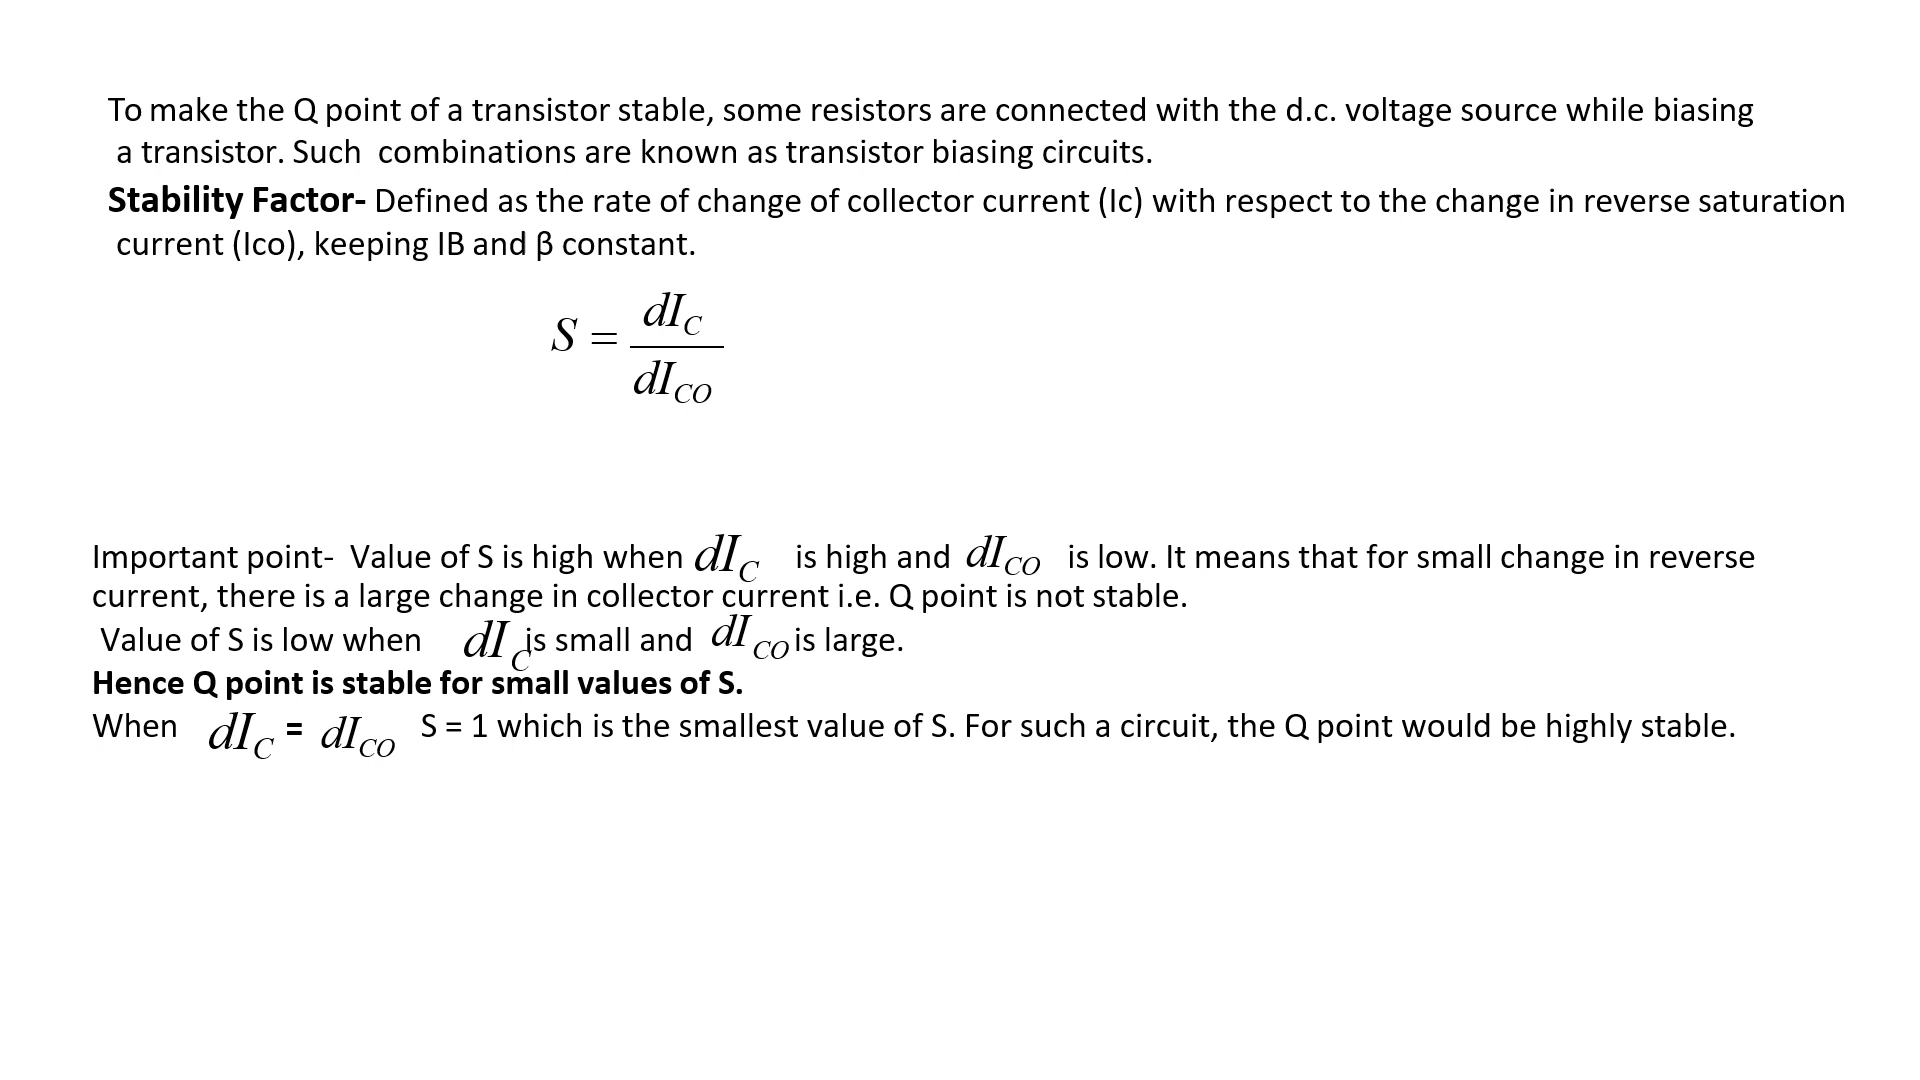 To make the Q point of a transistor stable, some resistors are connected with the d.c. voltage source while biasing
a transistor. Such combinations are known as transistor biasing circuits.
Stability Factor- Defined as the rate of change of collector current (Ic) with respect to the change in reverse saturation
current (Ico), keeping IB and β constant.
S = dI_C / dI_CO
Important point- Value of S is high when dI_C is high and dI_CO is low. It means that for small change in reverse
current, there is a large change in collector current i.e. Q point is not stable.
Value of S is low when dI_C is small and dI_CO is large.
Hence Q point is stable for small values of S.
When dI_C = dI_CO S = 1 which is the smallest value of S. For such a circuit, the Q point would be highly stable.